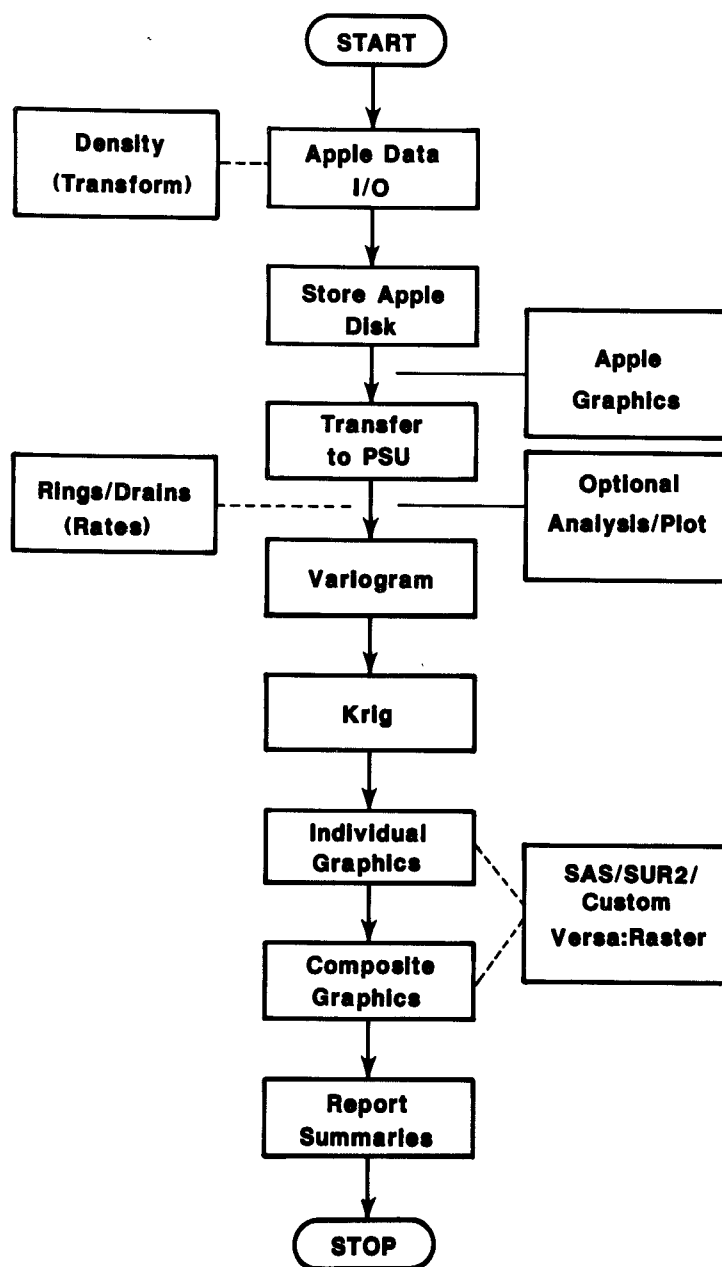 START
Density
(Transform)
Apple Data
I/O
Store Apple
Disk
Apple
Graphics
Transfer
to PSU
Rings/Drains
(Rates)
Optional
Analysis/Plot
Variogram
Krig
Individual
Graphics
SAS/SUR2/
Custom
Versa:Raster
Composite
Graphics
Report
Summaries
STOP